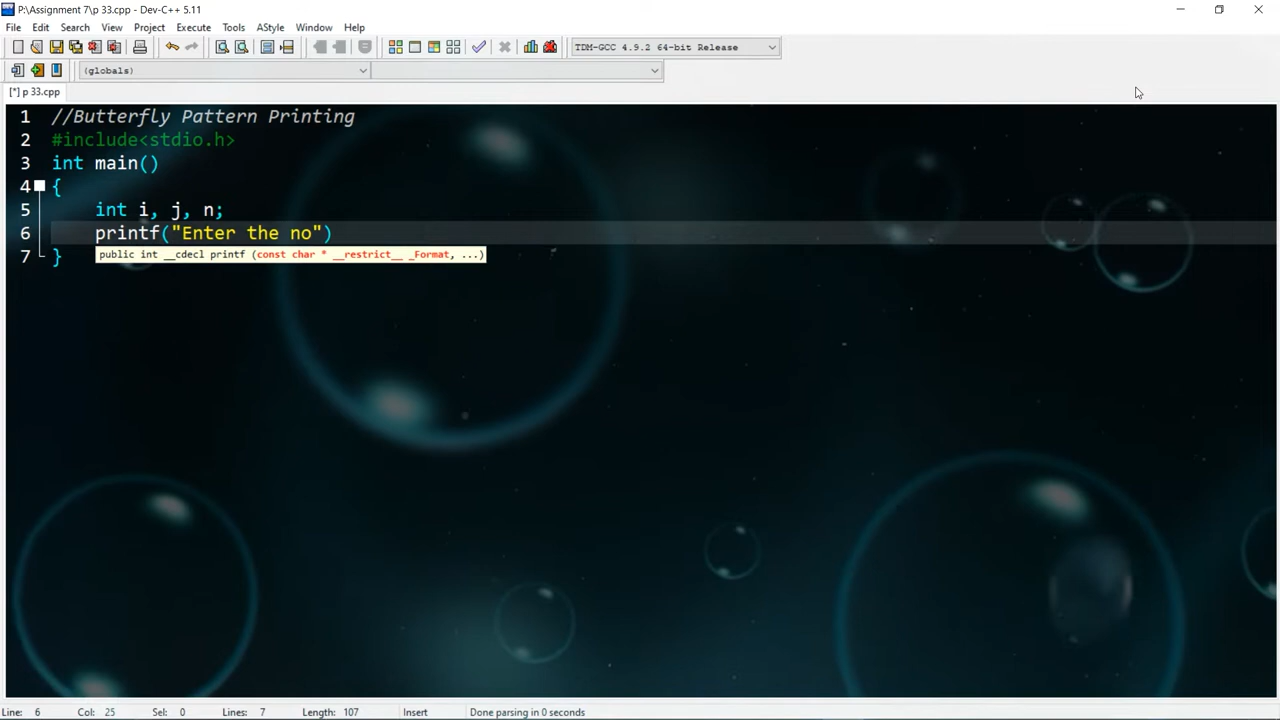 P:\Assignment 7\p 33.cpp - Dev-C++ 5.11
File Edit Search View Project Execute Tools AStyle Window Help
TDM-GCC 4.9.2 64-bit Release
(globals)
[*] p 33.cpp
1 //Butterfly Pattern Printing
2 #include<stdio.h>
3 int main()
4 {
5 int i, j, n;
6 printf("Enter the no")
7 }
public int __cdecl printf (const char * __restrict__ _Format, ...)
Line: 6 Col: 25 Sel: 0 Lines: 7 Length: 107 Insert Done parsing in 0 seconds